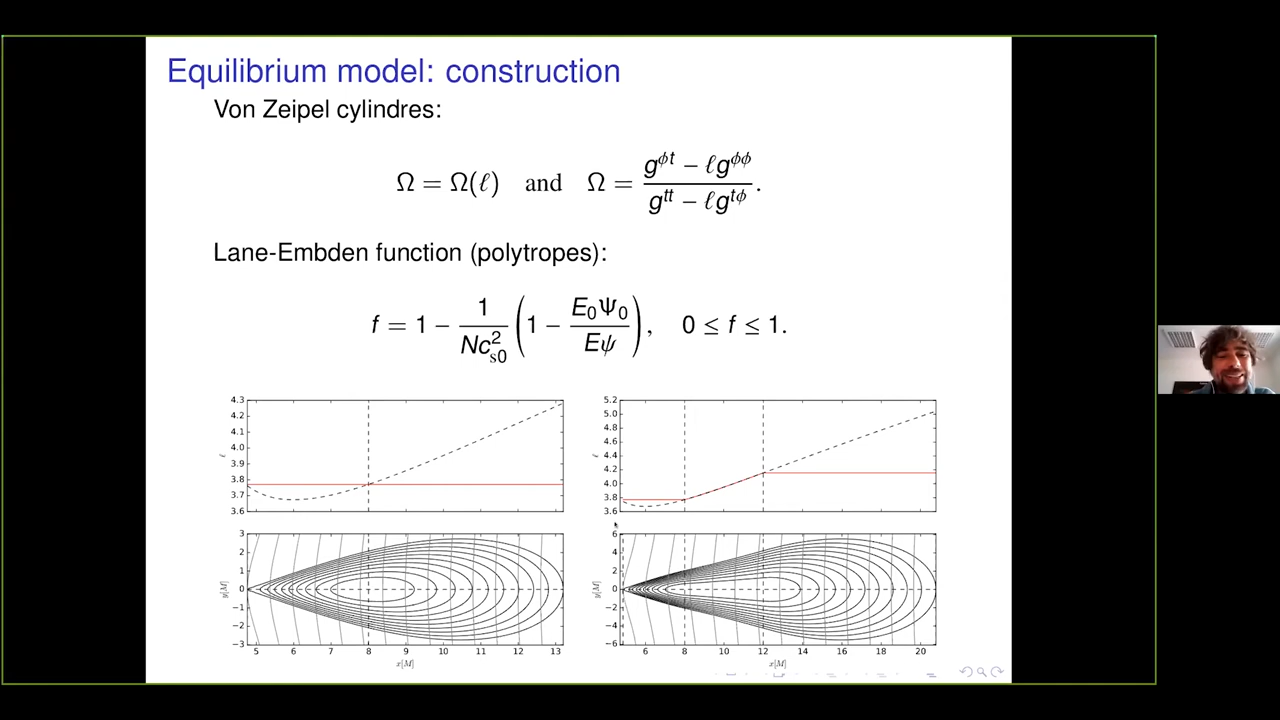 Equilibrium model: construction
Von Zeipel cylindres:
Ω = Ω(ℓ) and Ω = (g^{ϕt} − ℓg^{ϕϕ}) / (g^{tt} − ℓg^{tϕ}).
Lane-Embden function (polytropes):
f = 1 − 1/(Nc_{s0}^2) (1 − E_0Ψ_0/(Eψ)), 0 ≤ f ≤ 1.
4.3
4.2
4.1
4.0
3.9
3.8
3.7
3.6
ℓ
5.2
5.0
4.8
4.6
4.4
4.2
4.0
3.8
3.6
ℓ
3
2
1
0
−1
−2
−3
y[M]
5 6 7 8 9 10 11 12 13
x[M]
6
4
2
0
−2
−4
−6
y[M]
6 8 10 12 14 16 18 20
x[M]